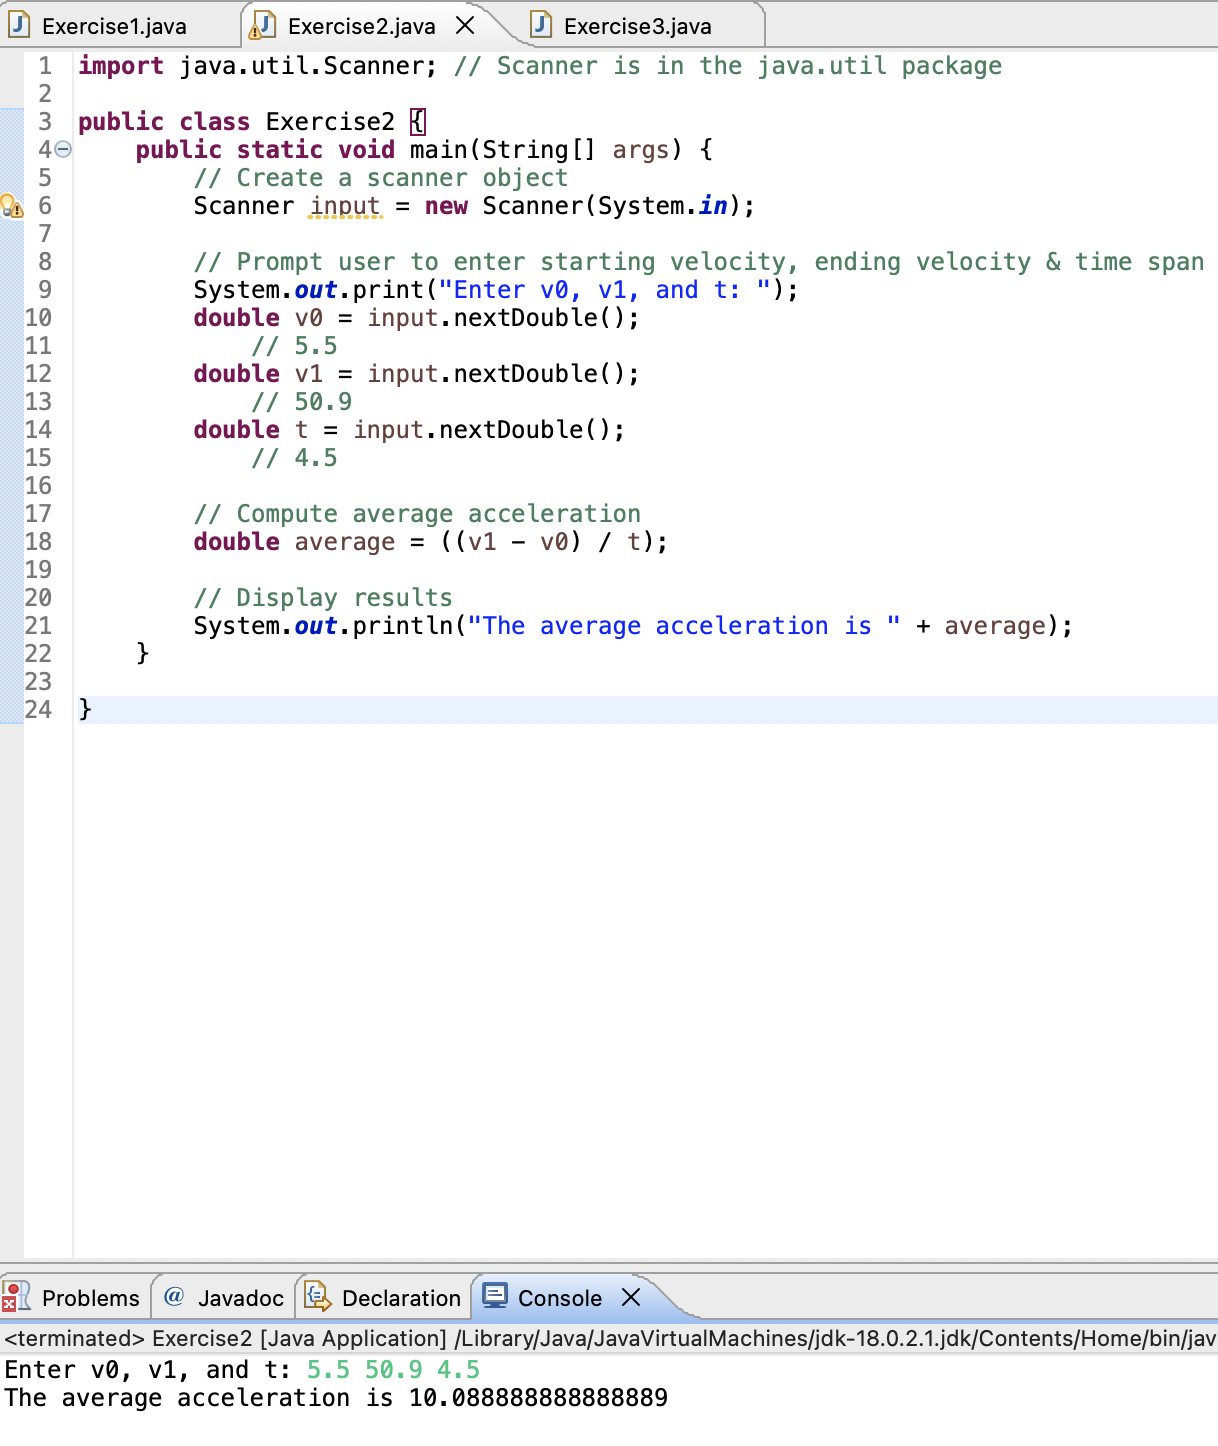 Exercise1.java Exercise2.java Exercise3.java
1 import java.util.Scanner; // Scanner is in the java.util package
2
3 public class Exercise2 {
4     public static void main(String[] args) {
5         // Create a scanner object
6         Scanner input = new Scanner(System.in);
7
8         // Prompt user to enter starting velocity, ending velocity & time span
9         System.out.print("Enter v0, v1, and t: ");
10         double v0 = input.nextDouble();
11             // 5.5
12         double v1 = input.nextDouble();
13             // 50.9
14         double t = input.nextDouble();
15             // 4.5
16
17         // Compute average acceleration
18         double average = ((v1 - v0) / t);
19
20         // Display results
21         System.out.println("The average acceleration is " + average);
22     }
23
24 }
Problems @ Javadoc Declaration Console
<terminated> Exercise2 [Java Application] /Library/Java/JavaVirtualMachines/jdk-18.0.2.1.jdk/Contents/Home/bin/jav
Enter v0, v1, and t: 5.5 50.9 4.5
The average acceleration is 10.088888888888889